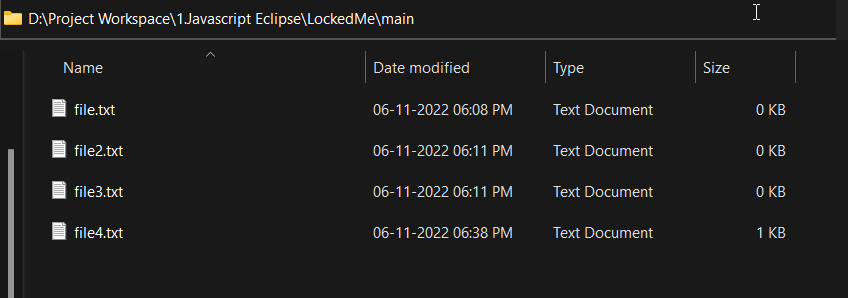 D:\Project Workspace\1.Javascript Eclipse\LockedMe\main
Name Date modified Type Size
file.txt 06-11-2022 06:08 PM Text Document 0 KB
file2.txt 06-11-2022 06:11 PM Text Document 0 KB
file3.txt 06-11-2022 06:11 PM Text Document 0 KB
file4.txt 06-11-2022 06:38 PM Text Document 1 KB